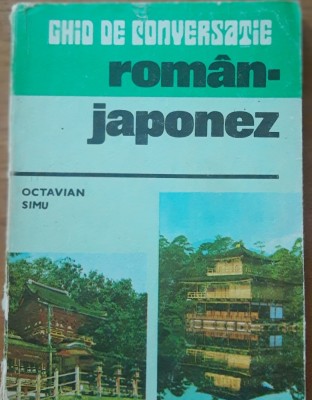 GHID DE CONVERSAȚIE
român-
japonez
OCTAVIAN
SIMU